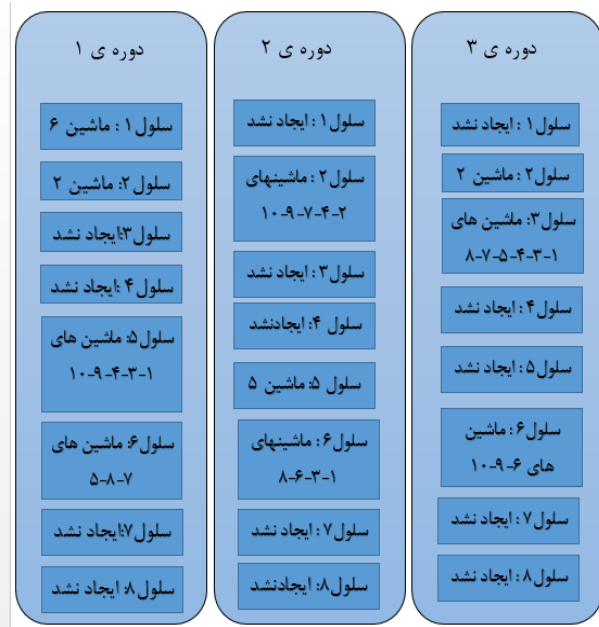 دوره ی ۱
سلول۱ : ماشین ۶
سلول۲: ماشین ۲
سلول۳:ایجاد نشد
سلول۴ :ایجاد نشد
سلول۵: ماشین های
۱۰-۹-۴-۳-۱
سلول۶: ماشین های
۵-۸-۷
سلول۷:ایجاد نشد
سلول۸: ایجاد نشد
دوره ی ۲
سلول۱ : ایجاد نشد
سلول۲ : ماشینهای
۱۰-۹-۷-۴-۲
سلول۳ : ایجاد نشد
سلول ۴: ایجادنشد
سلول ۵: ماشین ۵
سلول۶ : ماشینهای
۸-۶-۳-۱
سلول۷ : ایجاد نشد
سلول۸: ایجادنشد
دوره ی ۳
سلول۱ : ایجاد نشد
سلول۲ : ماشین ۲
سلول۳: ماشین های
۸-۷-۵-۴-۳-۱
سلول۴ : ایجاد نشد
سلول۵ : ایجاد نشد
سلول۶ : ماشین
های ۱۰-۹-۶
سلول۷ : ایجاد نشد
سلول۸ : ایجاد نشد